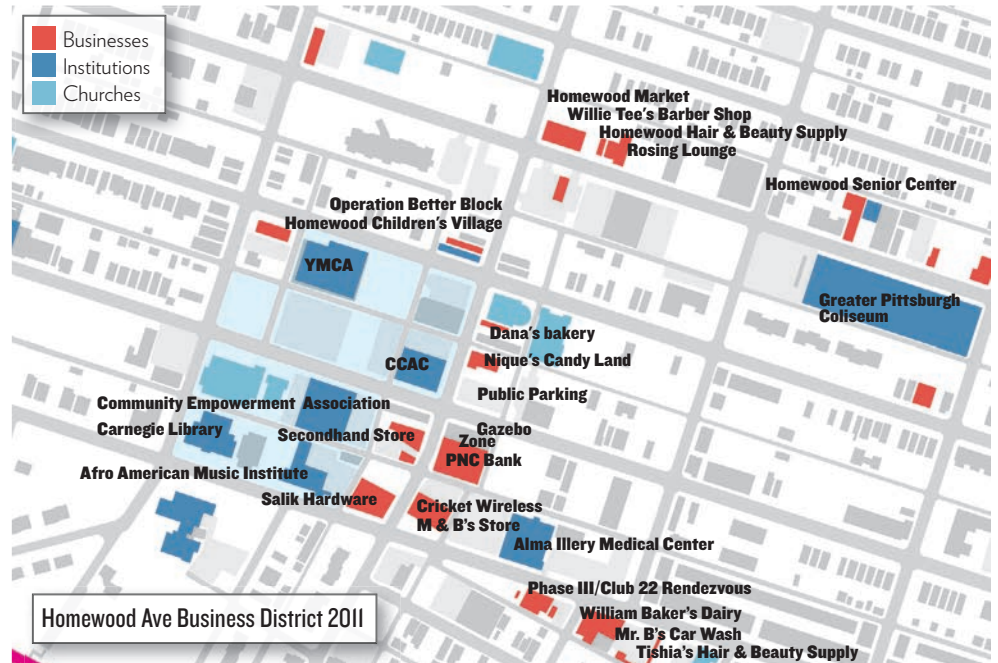 Businesses
Institutions
Churches
Homewood Market
Willie Tee's Barber Shop
Homewood Hair & Beauty Supply
Rosing Lounge
Homewood Senior Center
Operation Better Block
Homewood Children's Village
YMCA
Greater Pittsburgh
Coliseum
Dana's bakery
Nique's Candy Land
CCAC
Public Parking
Community Empowerment Association
Carnegie Library
Secondhand Store
Gazebo
Zone
PNC Bank
Afro American Music Institute
Salik Hardware
Cricket Wireless
M & B's Store
Alma Illery Medical Center
Phase III/Club 22 Rendezvous
William Baker's Dairy
Mr. B's Car Wash
Tishia's Hair & Beauty Supply
Homewood Ave Business District 2011